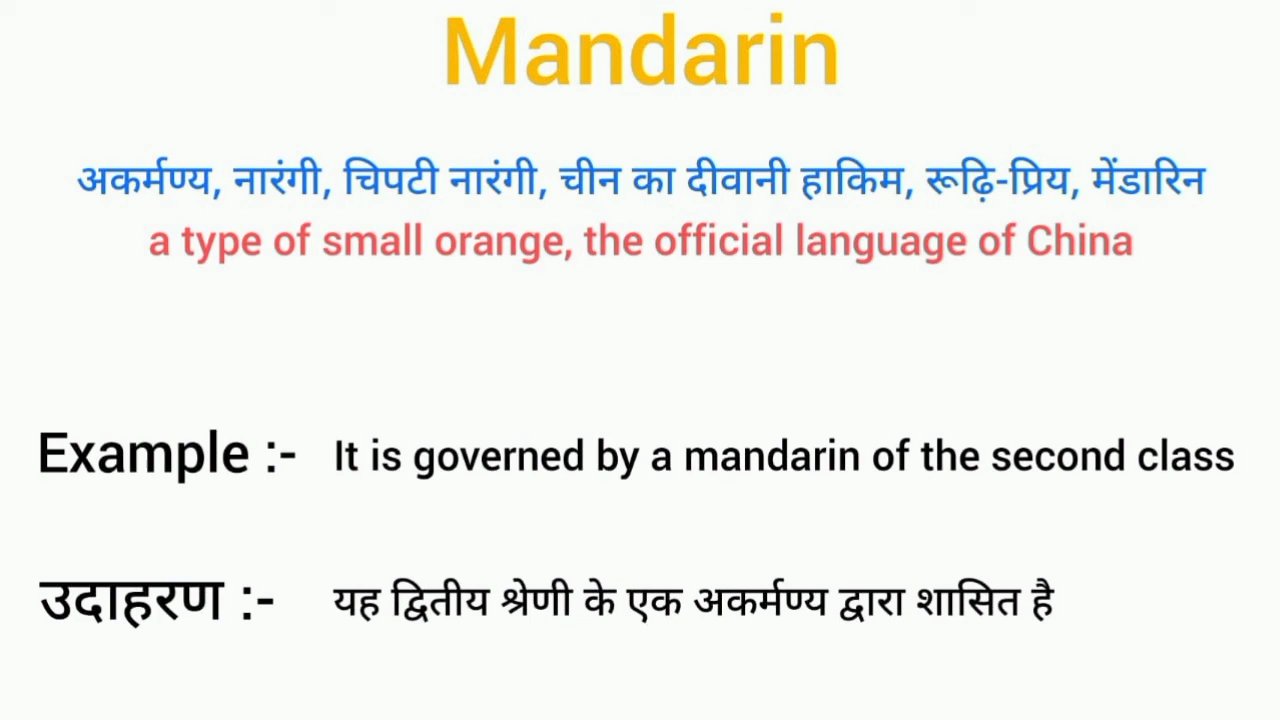 Mandarin
अकर्मण्य, नारंगी, चिपटी नारंगी, चीन का दीवानी हाकिम, रूढ़ि-प्रिय, मेंडारिन
a type of small orange, the official language of China
Example :- It is governed by a mandarin of the second class
उदाहरण :- यह द्वितीय श्रेणी के एक अकर्मण्य द्वारा शासित है